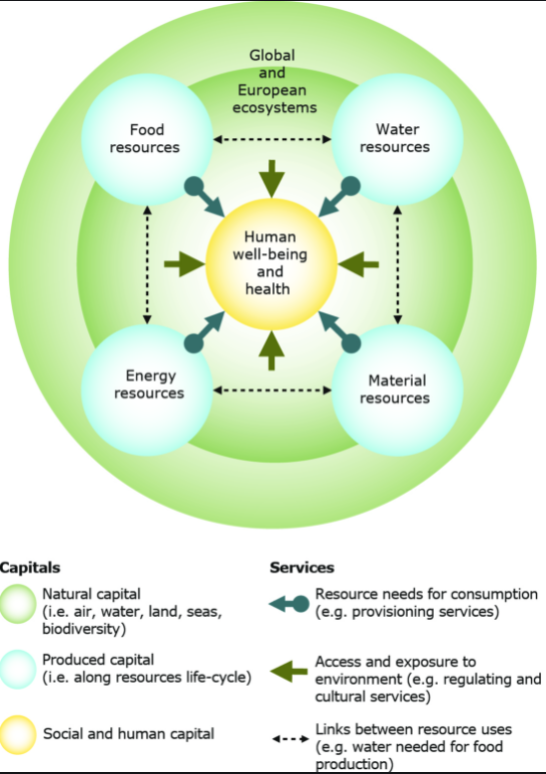 Global
and
European
ecosystems
Food
resources
Water
resources
Human
well-being
and
health
Energy
resources
Material
resources
Capitals
Natural capital
(i.e. air, water, land, seas,
biodiversity)
Produced capital
(i.e. along resources life-cycle)
Social and human capital
Services
Resource needs for consumption
(e.g. provisioning services)
Access and exposure to
environment (e.g. regulating and
cultural services)
Links between resource uses
(e.g. water needed for food
production)